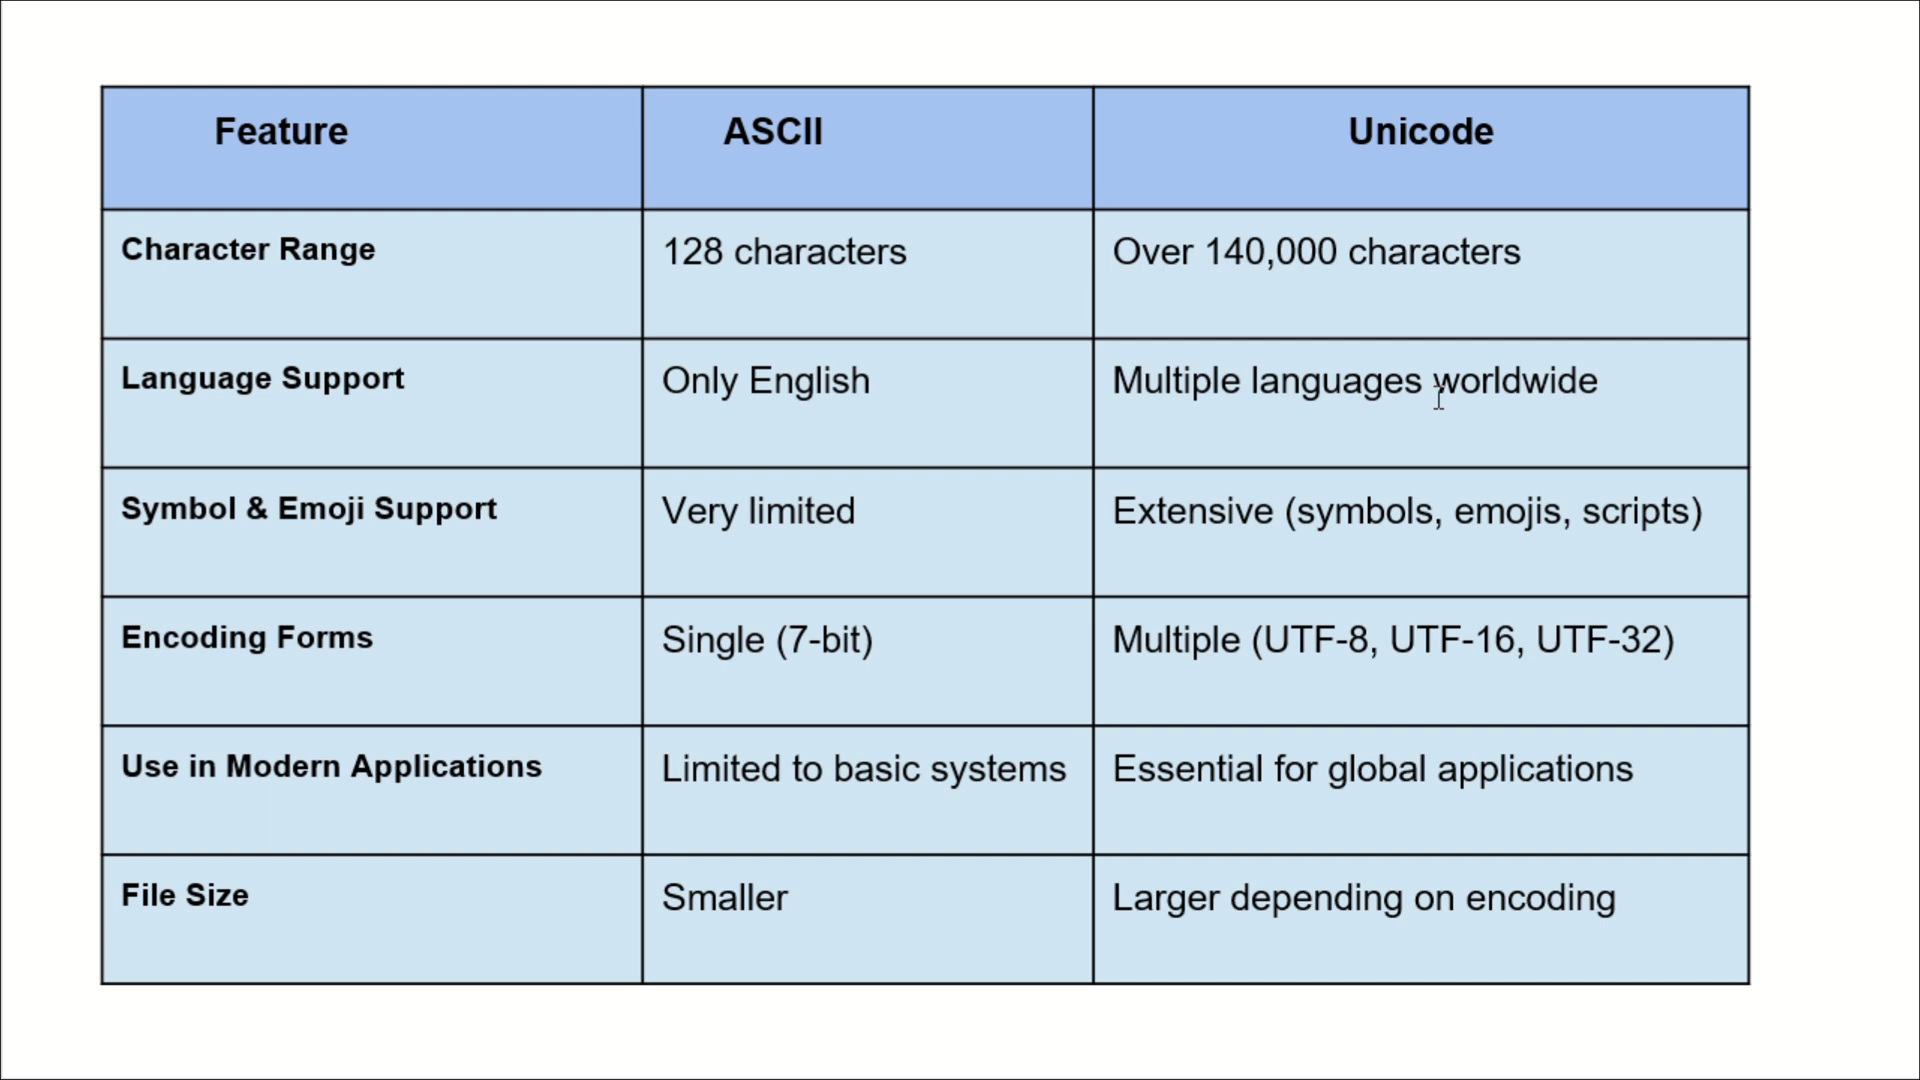 Feature ASCII Unicode
Character Range 128 characters Over 140,000 characters
Language Support Only English Multiple languages worldwide
Symbol & Emoji Support Very limited Extensive (symbols, emojis, scripts)
Encoding Forms Single (7-bit) Multiple (UTF-8, UTF-16, UTF-32)
Use in Modern Applications Limited to basic systems Essential for global applications
File Size Smaller Larger depending on encoding